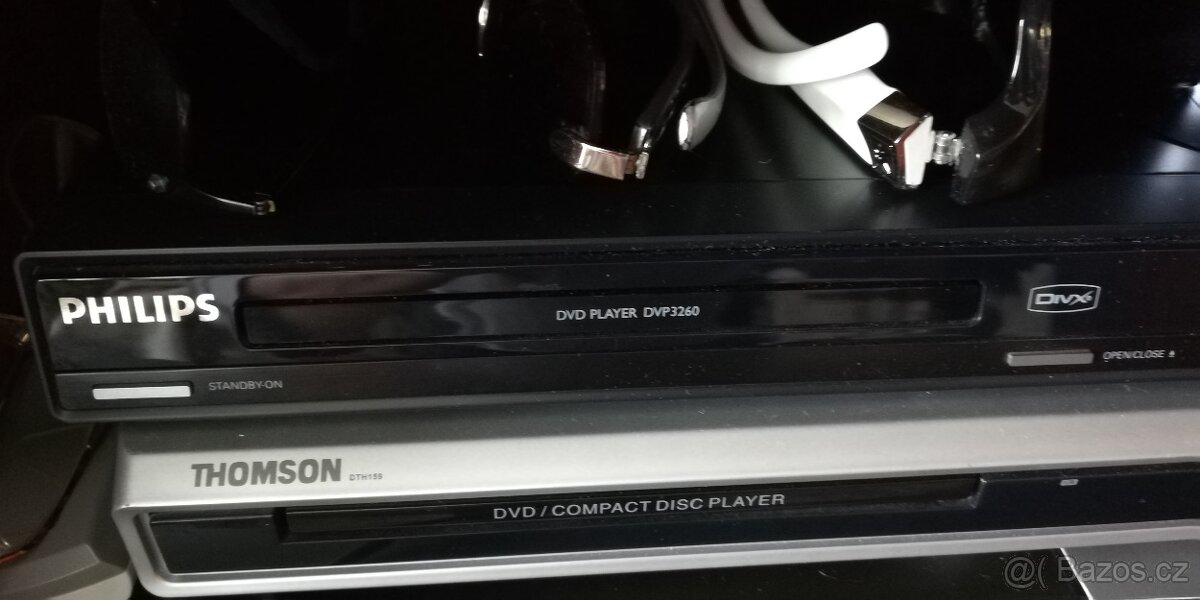 PHILIPS
DVD PLAYER DVP3260
DIVX
STANDBY-ON
OPEN/CLOSE
THOMSON DTH159
DVD / COMPACT DISC PLAYER
@( Bazos.cz